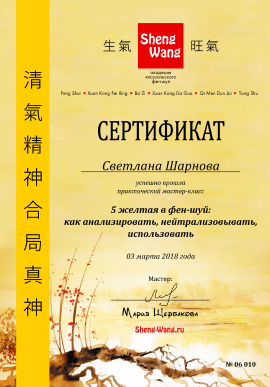 生氣
Sheng
Wang
旺氣
академия
классического
фен-шуй
Feng Shui • Xuan Kong Fei Xing • Ba Zi • Xuan Kong Da Gua • Qi Men Dun Jia • Tong Shu
清氣精神合局真神
СЕРТИФИКАТ
Светлана Шарнова
успешно прошла
практический мастер-класс
5 желтая в фен-шуй:
как анализировать, нейтрализовывать,
использовать
03 марта 2018 года
Мастер:
Мария Щербакова
Sheng-Wang.ru
№ 06 010